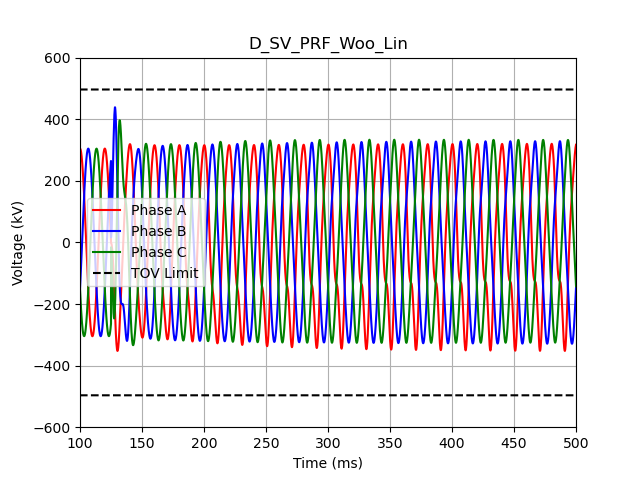 D_SV_PRF_Woo_Lin
600
400
200
0
−200
−400
−600
Voltage (kV)
Phase A
Phase B
Phase C
TOV Limit
100 150 200 250 300 350 400 450 500
Time (ms)